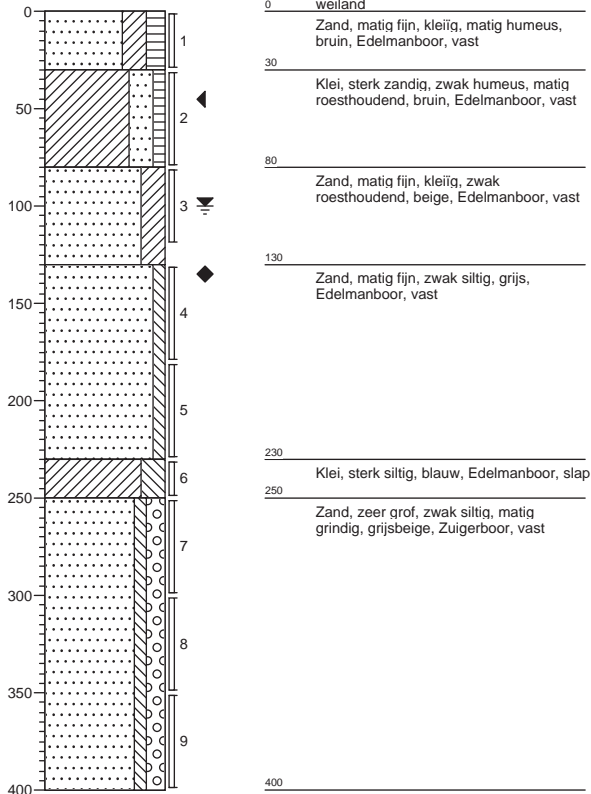 0
50
100
150
200
250
300
350
400
1
2
3
4
5
6
7
8
9
0
weiland
Zand, matig fijn, kleiïg, matig humeus,
bruin, Edelmanboor, vast
30
Klei, sterk zandig, zwak humeus, matig
roesthoudend, bruin, Edelmanboor, vast
80
Zand, matig fijn, kleiïg, zwak
roesthoudend, beige, Edelmanboor, vast
130
Zand, matig fijn, zwak siltig, grijs,
Edelmanboor, vast
230
Klei, sterk siltig, blauw, Edelmanboor, slap
250
Zand, zeer grof, zwak siltig, matig
grindig, grijsbeige, Zuigerboor, vast
400